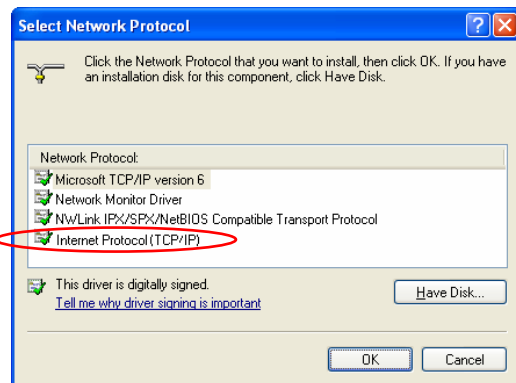 Select Network Protocol
Click the Network Protocol that you want to install, then click OK. If you have
an installation disk for this component, click Have Disk.
Network Protocol:
Microsoft TCP/IP version 6
Network Monitor Driver
NWLink IPX/SPX/NetBIOS Compatible Transport Protocol
Internet Protocol (TCP/IP)
This driver is digitally signed.
Tell me why driver signing is important
Have Disk...
OK
Cancel